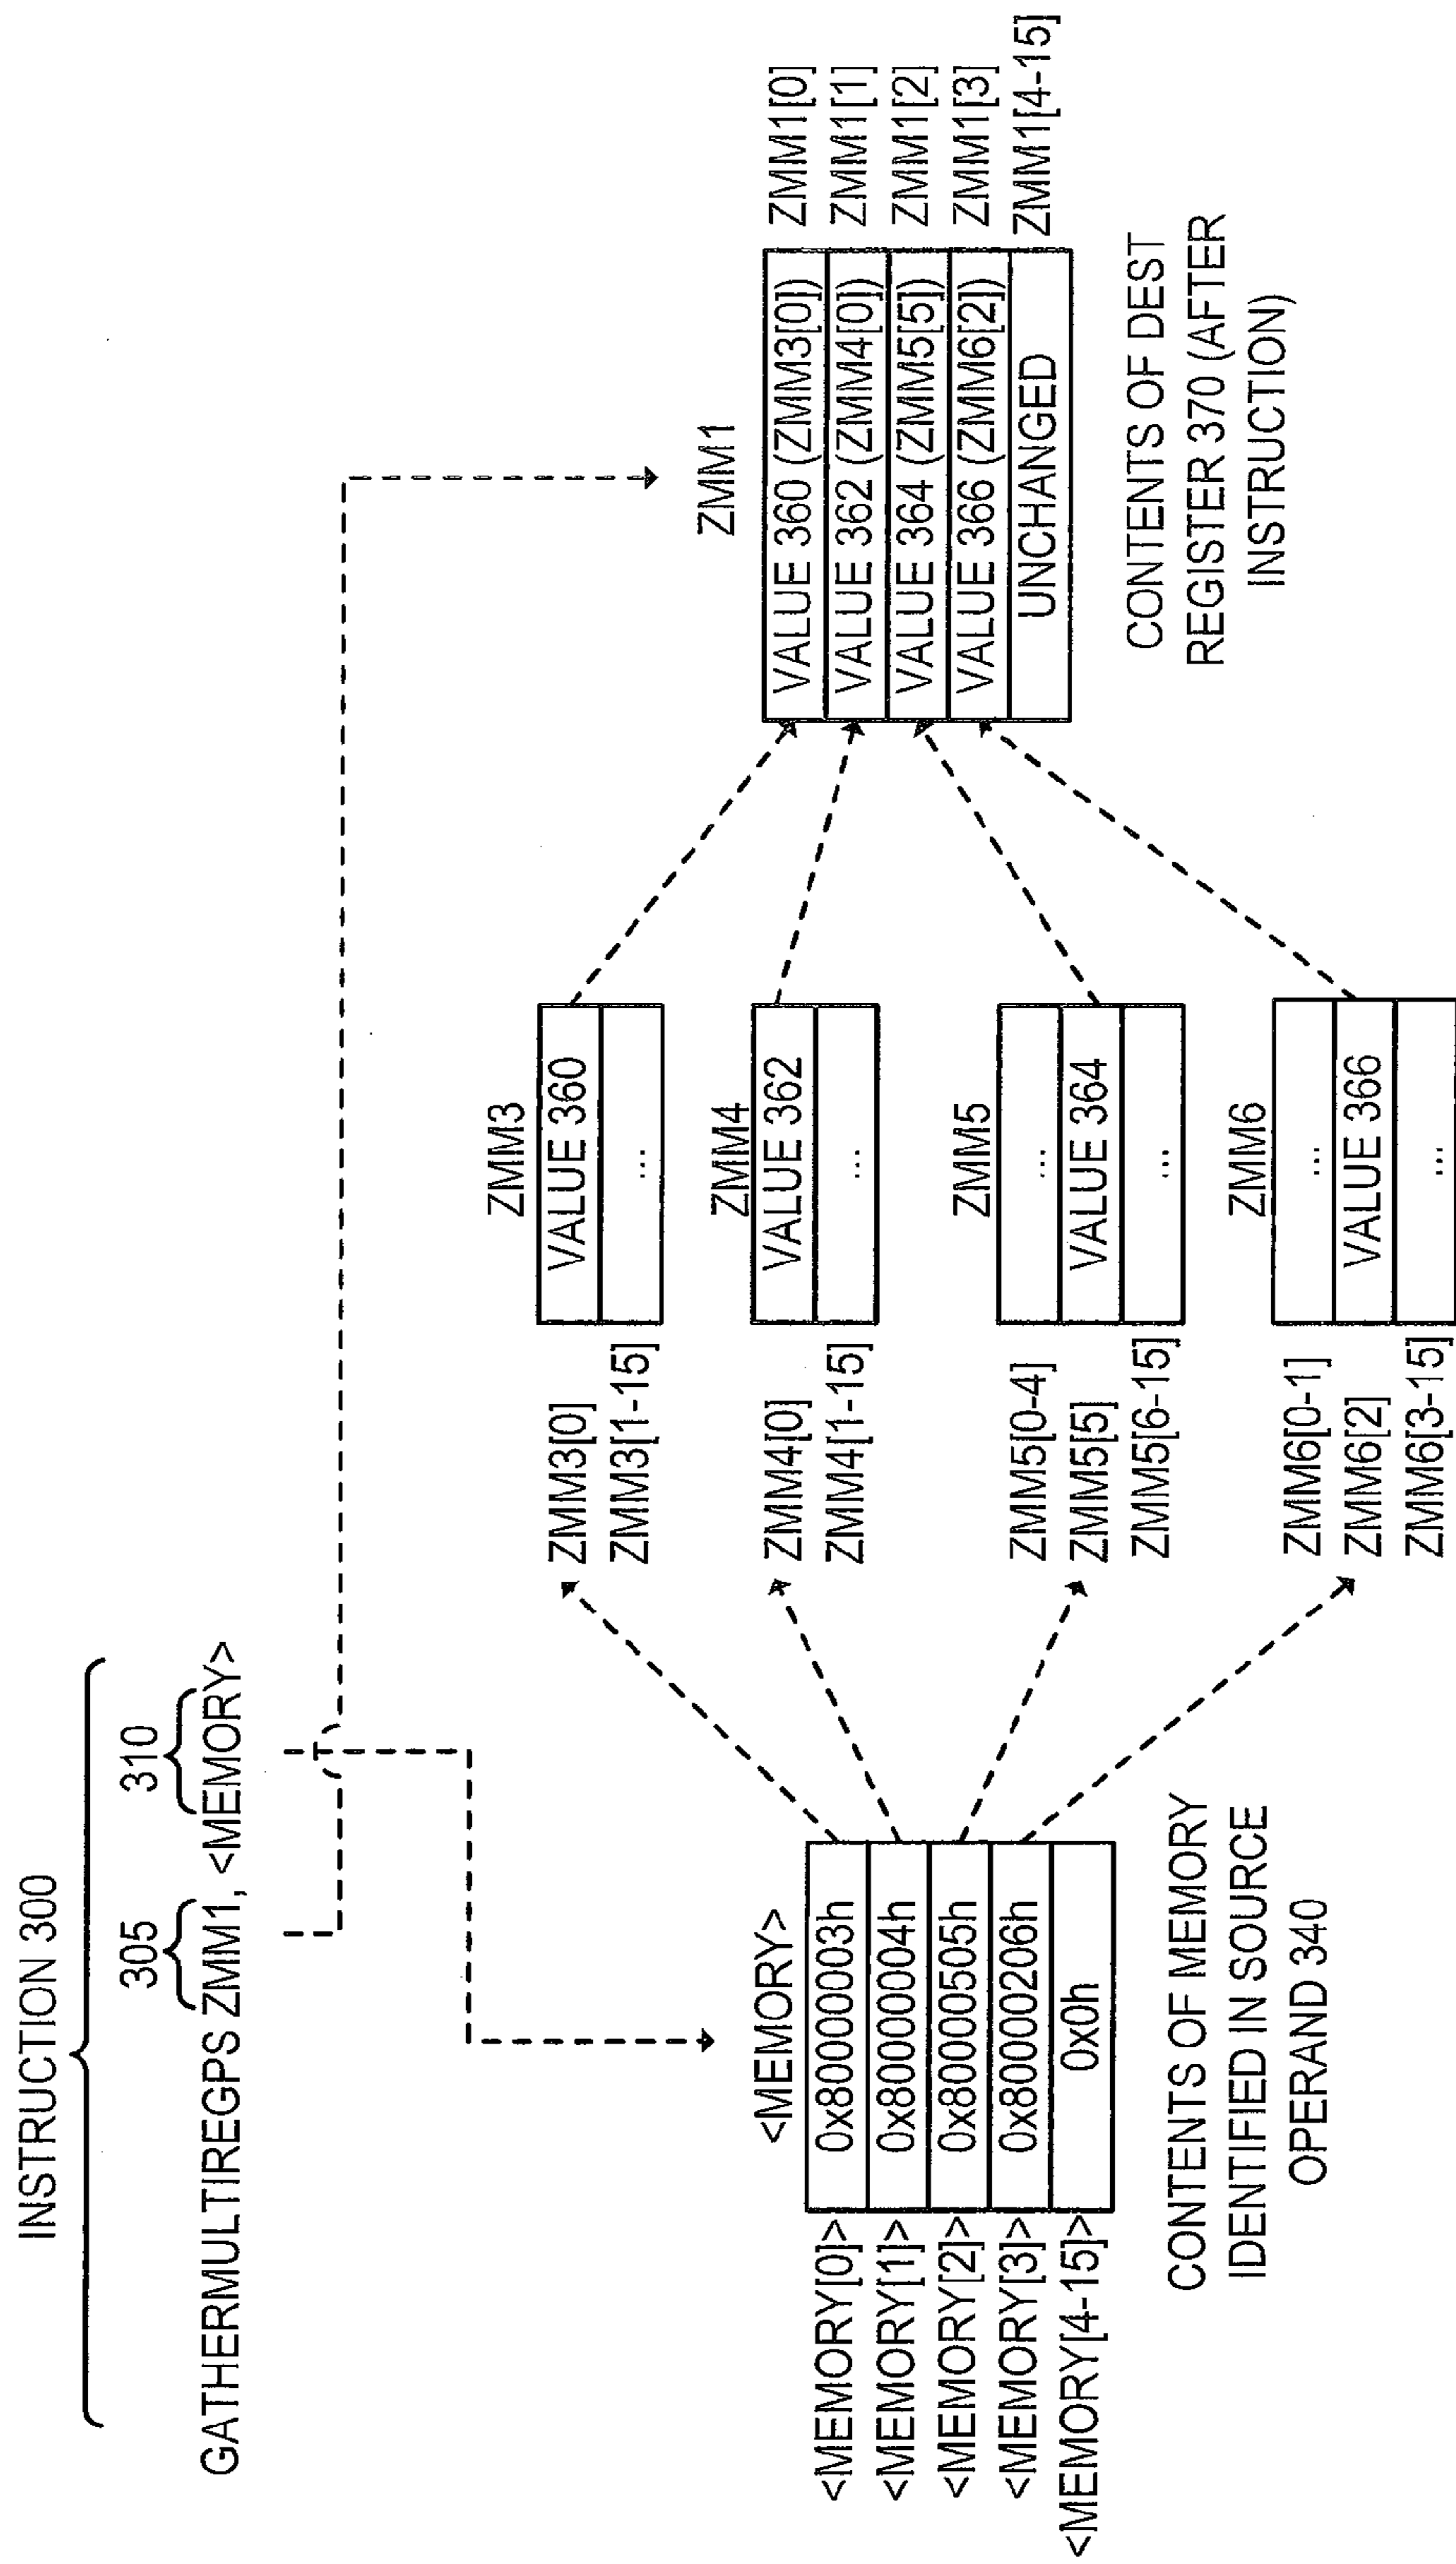 INSTRUCTION 300
305
310
GATHERMULTIREGPS ZMM1, <MEMORY>
<MEMORY>
<MEMORY[0]> 0x80000003h
<MEMORY[1]> 0x80000004h
<MEMORY[2]> 0x80000505h
<MEMORY[3]> 0x80000206h
<MEMORY[4-15]> 0x0h
CONTENTS OF MEMORY
IDENTIFIED IN SOURCE
OPERAND 340
ZMM3
ZMM3[0] VALUE 360
ZMM3[1-15] ...
ZMM4
ZMM4[0] VALUE 362
ZMM4[1-15] ...
ZMM5
ZMM5[0-4] ...
ZMM5[5] VALUE 364
ZMM5[6-15] ...
ZMM6
ZMM6[0-1] ...
ZMM6[2] VALUE 366
ZMM6[3-15] ...
ZMM1
VALUE 360 (ZMM3[0]) ZMM1[0]
VALUE 362 (ZMM4[0]) ZMM1[1]
VALUE 364 (ZMM5[5]) ZMM1[2]
VALUE 366 (ZMM6[2]) ZMM1[3]
UNCHANGED ZMM1[4-15]
CONTENTS OF DEST
REGISTER 370 (AFTER
INSTRUCTION)